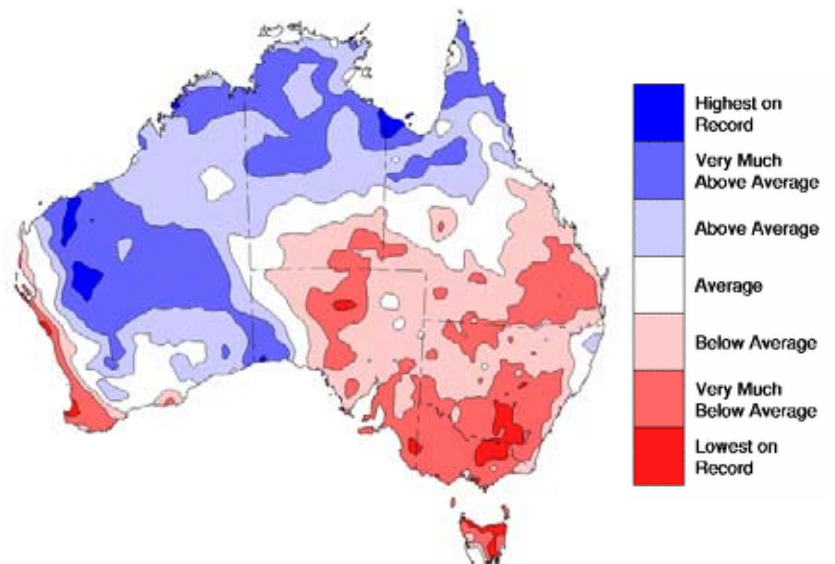 Highest on
Record
Very Much
Above Average
Above Average
Average
Below Average
Very Much
Below Average
Lowest on
Record